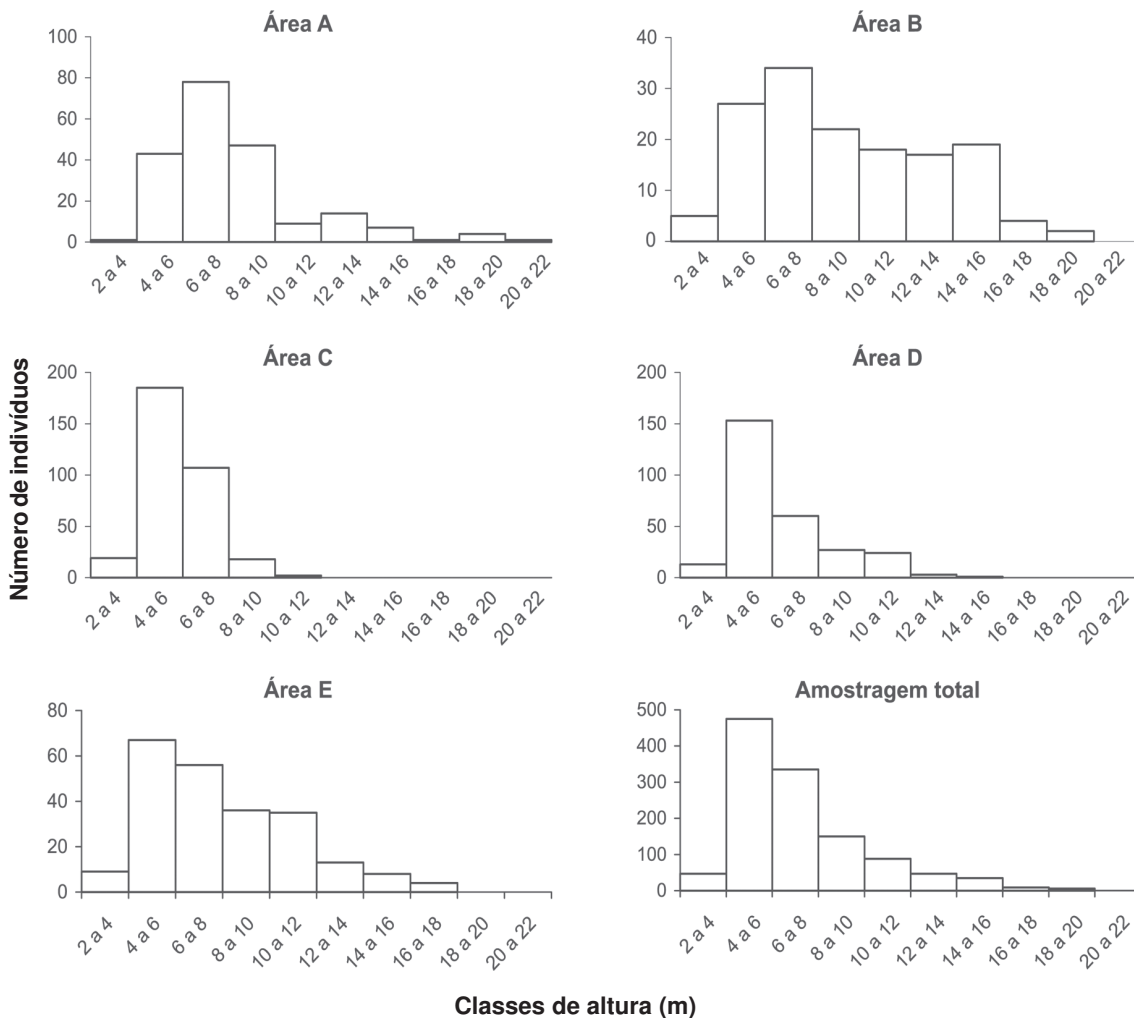 Área A
100
80
60
40
20
0
2 a 4
4 a 6
6 a 8
8 a 10
10 a 12
12 a 14
14 a 16
16 a 18
18 a 20
20 a 22
Área B
40
30
20
10
0
2 a 4
4 a 6
6 a 8
8 a 10
10 a 12
12 a 14
14 a 16
16 a 18
18 a 20
20 a 22
Número de indivíduos
Área C
200
150
100
50
0
2 a 4
4 a 6
6 a 8
8 a 10
10 a 12
12 a 14
14 a 16
16 a 18
18 a 20
20 a 22
Área D
200
150
100
50
0
2 a 4
4 a 6
6 a 8
8 a 10
10 a 12
12 a 14
14 a 16
16 a 18
18 a 20
20 a 22
Área E
80
60
40
20
0
2 a 4
4 a 6
6 a 8
8 a 10
10 a 12
12 a 14
14 a 16
16 a 18
18 a 20
20 a 22
Amostragem total
500
400
300
200
100
0
2 a 4
4 a 6
6 a 8
8 a 10
10 a 12
12 a 14
14 a 16
16 a 18
18 a 20
20 a 22
Classes de altura (m)